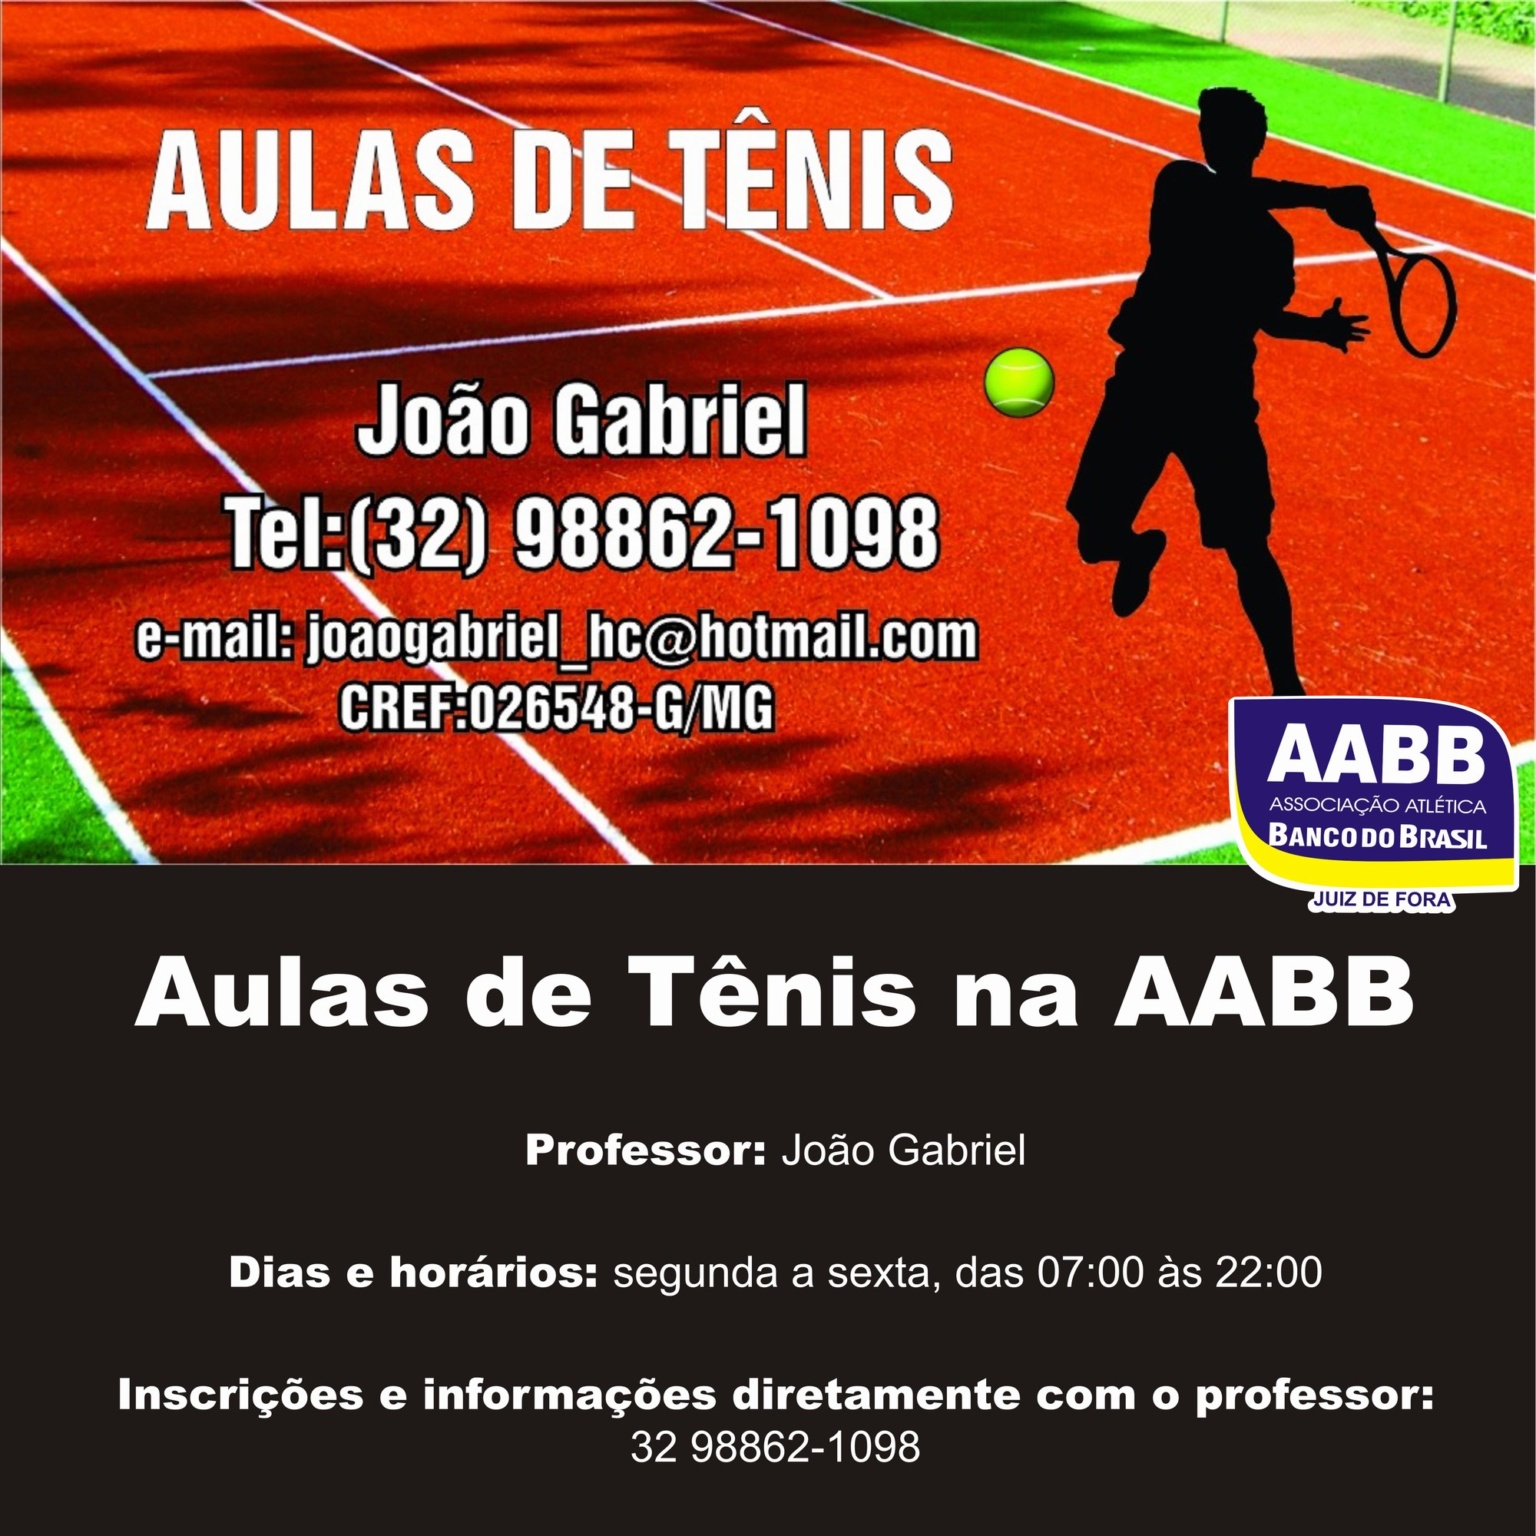 AULAS DE TÊNIS
João Gabriel
Tel:(32) 98862-1098
e-mail: joaogabriel_hc@hotmail.com
CREF:026548-G/MG
AABB
ASSOCIAÇÃO ATLÉTICA
BANCO DO BRASIL
JUIZ DE FORA
Aulas de Tênis na AABB
Professor: João Gabriel
Dias e horários: segunda a sexta, das 07:00 às 22:00
Inscrições e informações diretamente com o professor:
32 98862-1098